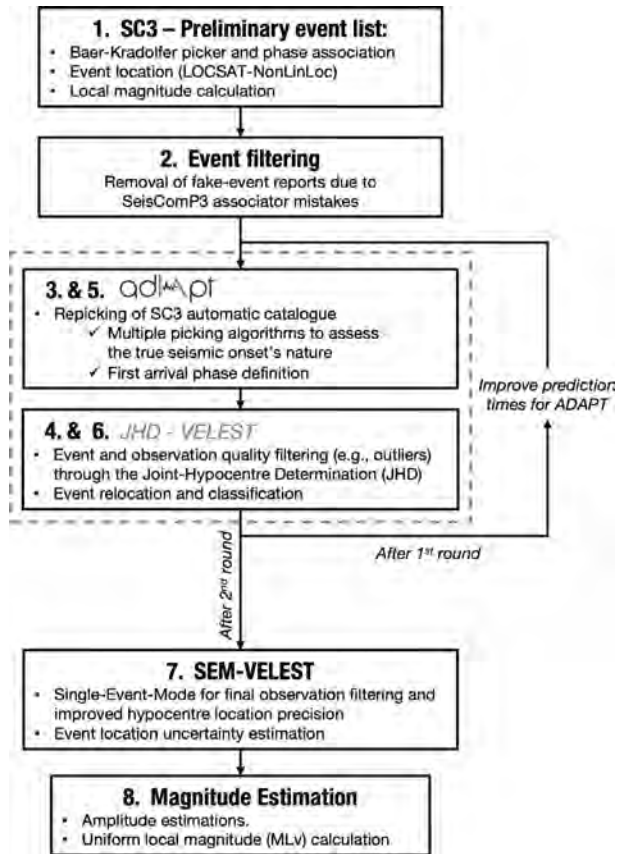 1. SC3 – Preliminary event list:
• Baer-Kradolfer picker and phase association
• Event location (LOCSAT-NonLinLoc)
• Local magnitude calculation
2. Event filtering
Removal of fake-event reports due to
SeisComP3 associator mistakes
3. & 5. adapt
• Repicking of SC3 automatic catalogue
✓ Multiple picking algorithms to assess
the true seismic onset's nature
✓ First arrival phase definition
Improve prediction
times for ADAPT
4. & 6. JHD - VELEST
• Event and observation quality filtering (e.g., outliers)
through the Joint-Hypocentre Determination (JHD)
• Event relocation and classification
After 1st round
After 2nd round
7. SEM-VELEST
• Single-Event-Mode for final observation filtering and
improved hypocentre location precision
• Event location uncertainty estimation
8. Magnitude Estimation
• Amplitude estimations.
• Uniform local magnitude (MLv) calculation